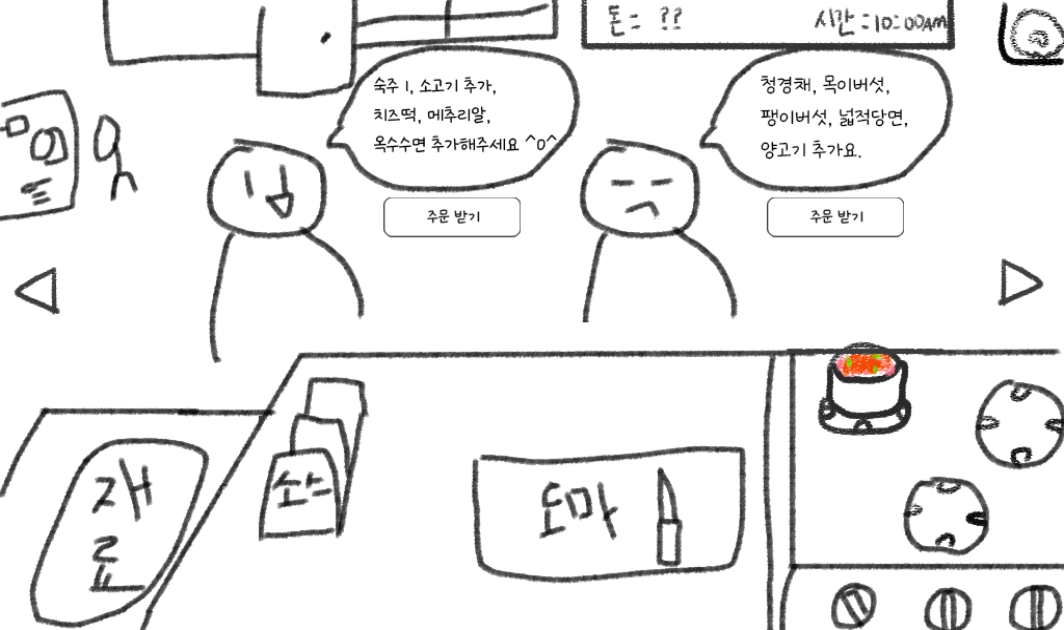 돈= ??
시간:10:00AM
숙주 1, 소고기 추가,
치즈떡, 메추리알,
옥수수면 추가해주세요 ^o^
주문 받기
청경채, 목이버섯,
팽이버섯, 넓적당면,
양고기 추가요.
주문 받기
재료
소스
도마